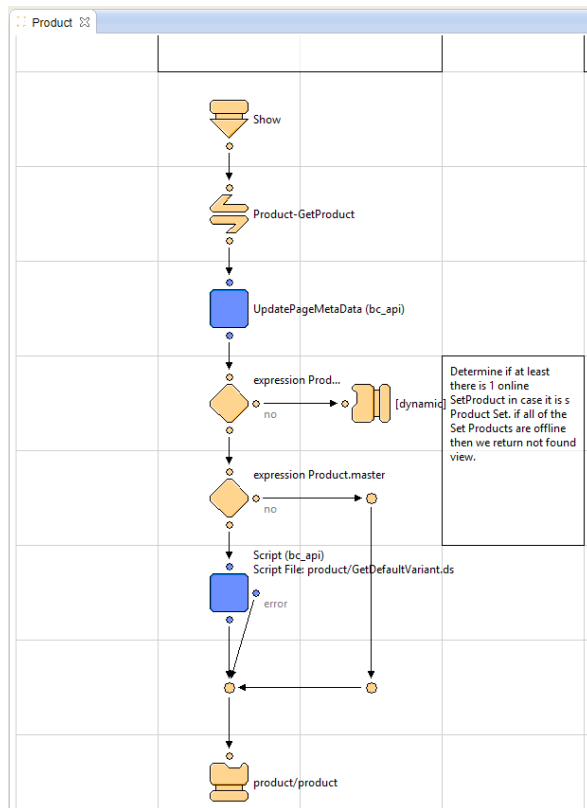 Product
Show
Product-GetProduct
UpdatePageMetaData (bc_api)
expression Prod...
no
[dynamic]
Determine if at least
there is 1 online
SetProduct in case it is s
Product Set. if all of the
Set Products are offline
then we return not found
view.
expression Product.master
no
Script (bc_api)
Script File: product/GetDefaultVariant.ds
error
product/product